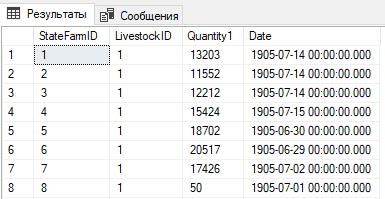 Результаты Сообщения
StateFarmID LivestockID Quantity1 Date
1 1 1 13203 1905-07-14 00:00:00.000
2 2 1 11552 1905-07-14 00:00:00.000
3 3 1 12212 1905-07-14 00:00:00.000
4 4 1 15424 1905-07-15 00:00:00.000
5 5 1 18702 1905-06-30 00:00:00.000
6 6 1 20517 1905-06-29 00:00:00.000
7 7 1 17426 1905-07-02 00:00:00.000
8 8 1 50 1905-07-01 00:00:00.000